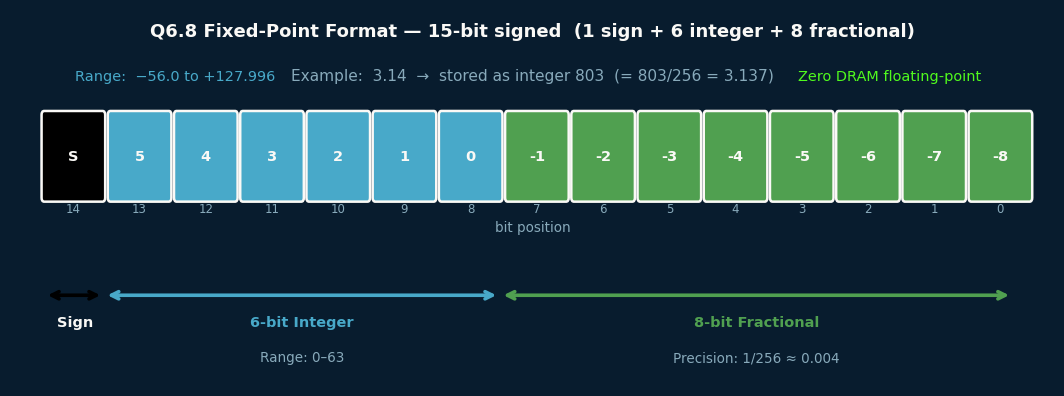 Q6.8 Fixed-Point Format — 15-bit signed  (1 sign + 6 integer + 8 fractional)
Range:  −56.0 to +127.996    Example:  3.14  →  stored as integer 803  (= 803/256 = 3.137)    Zero DRAM floating-point
S 5 4 3 2 1 0 -1 -2 -3 -4 -5 -6 -7 -8
14 13 12 11 10 9 8 7 6 5 4 3 2 1 0
bit position
Sign    6-bit Integer    8-bit Fractional
Range: 0–63    Precision: 1/256 ≈ 0.004